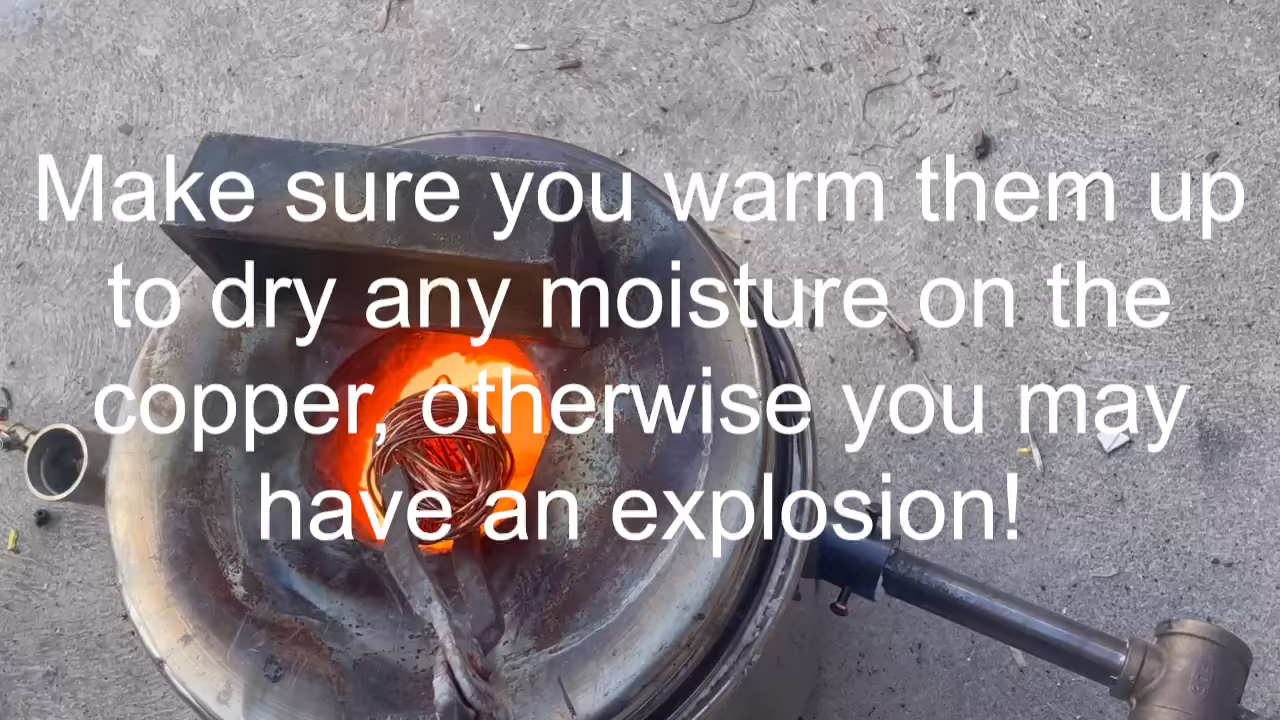 Make sure you warm them up
to dry any moisture on the
copper, otherwise you may
have an explosion!